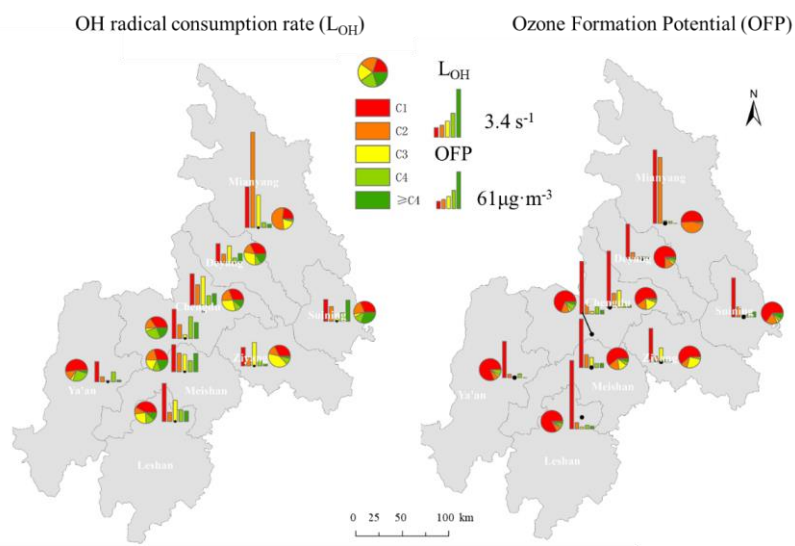 OH radical consumption rate (LOH)
Ozone Formation Potential (OFP)
LOH
C1
C2
C3
C4
≥C4
3.4 s-1
OFP
61μg·m-3
N
Mianyang
Deyang
Chengdu
Suining
Ziyang
Ya'an
Meishan
Leshan
Mianyang
Deyang
Chengdu
Suining
Ziyang
Ya'an
Meishan
Leshan
0 25 50 100 km